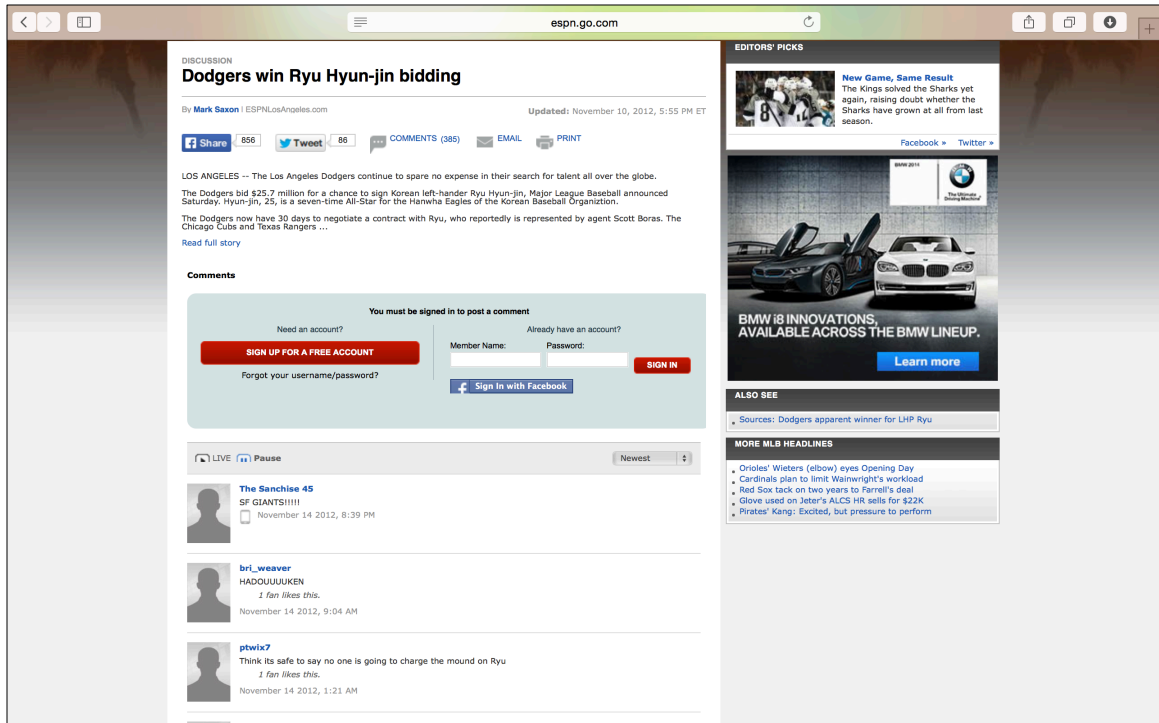 espn.go.com
DISCUSSION
Dodgers win Ryu Hyun-jin bidding
By Mark Saxon | ESPNLosAngeles.com
Updated: November 10, 2012, 5:55 PM ET
Share 856 Tweet 86 COMMENTS (385) EMAIL PRINT
LOS ANGELES -- The Los Angeles Dodgers continue to spare no expense in their search for talent all over the globe.
The Dodgers bid $25.7 million for a chance to sign Korean left-hander Ryu Hyun-jin, Major League Baseball announced
Saturday. Hyun-jin, 25, is a seven-time All-Star for the Hanwha Eagles of the Korean Baseball Organiztion.
The Dodgers now have 30 days to negotiate a contract with Ryu, who reportedly is represented by agent Scott Boras. The
Chicago Cubs and Texas Rangers ...
Read full story
Comments
You must be signed in to post a comment
Need an account?
SIGN UP FOR A FREE ACCOUNT
Forgot your username/password?
Already have an account?
Member Name: Password:
SIGN IN
Sign In with Facebook
LIVE Pause
Newest
The Sanchise 45
SF GIANTS!!!!!
November 14 2012, 8:39 PM
bri_weaver
HADOUUUUKEN
1 fan likes this.
November 14 2012, 9:04 AM
ptwix7
Think its safe to say no one is going to charge the mound on Ryu
1 fan likes this.
November 14 2012, 1:21 AM
EDITORS' PICKS
New Game, Same Result
The Kings solved the Sharks yet
again, raising doubt whether the
Sharks have grown at all from last
season.
Facebook » Twitter »
BMW 2014
The Ultimate
Driving Machine
BMW i8 INNOVATIONS,
AVAILABLE ACROSS THE BMW LINEUP.
Learn more
ALSO SEE
Sources: Dodgers apparent winner for LHP Ryu
MORE MLB HEADLINES
Orioles' Wieters (elbow) eyes Opening Day
Cardinals plan to limit Wainwright's workload
Red Sox tack on two years to Farrell's deal
Glove used on Jeter's ALCS HR sells for $22K
Pirates' Kang: Excited, but pressure to perform